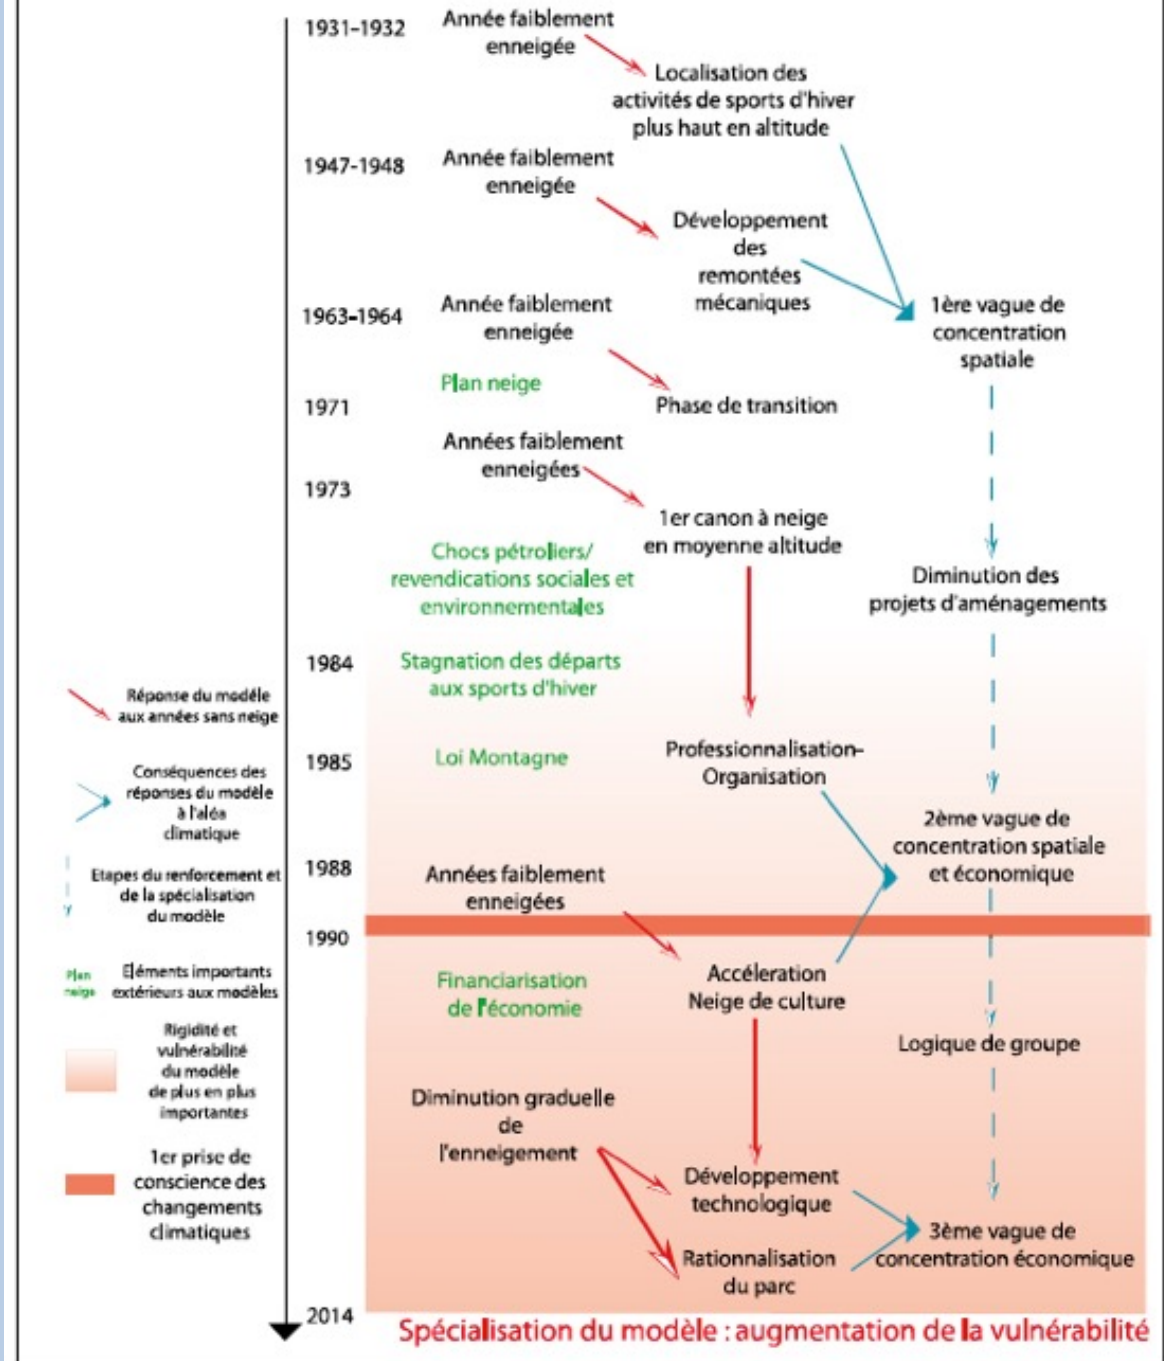 1931-1932
Année faiblement
enneigée
Localisation des
activités de sports d'hiver
plus haut en altitude
1947-1948
Année faiblement
enneigée
Développement
des
remontées
mécaniques
1963-1964
Année faiblement
enneigée
1ère vague de
concentration
spatiale
Plan neige
1971
Phase de transition
Années faiblement
enneigées
1973
1er canon à neige
en moyenne altitude
Chocs pétroliers/
revendications sociales et
environnementales
Diminution des
projets d'aménagements
1984
Stagnation des départs
aux sports d'hiver
1985
Loi Montagne
Professionnalisation-
Organisation
2ème vague de
concentration spatiale
et économique
1988
Années faiblement
enneigées
1990
Financiarisation
de l'économie
Accéleration
Neige de culture
Logique de groupe
Diminution graduelle
de
l'enneigement
Développement
technologique
Rationnalisation
du parc
3ème vague de
concentration économique
2014
Spécialisation du modèle : augmentation de la vulnérabilité
Réponse du modèle
aux années sans neige
Conséquences des
réponses du modèle
à l'aléa
climatique
Etapes du renforcement et
de la spécialisation
du modèle
Plan
neige
Eléments importants
extérieurs aux modèles
Rigidité et
vulnérabilité
du modèle
de plus en plus
importantes
1er prise de
conscience des
changements
climatiques